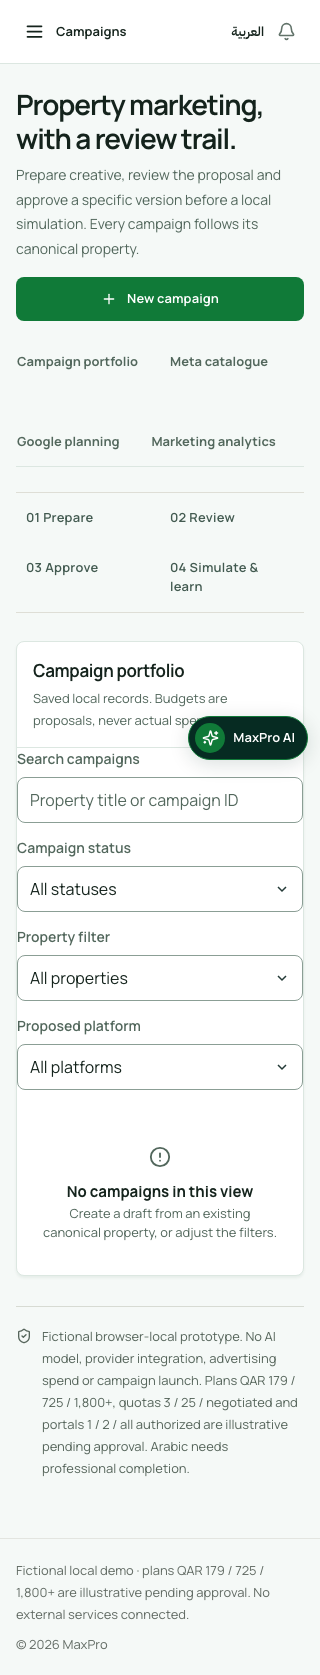 Campaigns
العربية
Property marketing,
with a review trail.
Prepare creative, review the proposal and
approve a specific version before a local
simulation. Every campaign follows its
canonical property.
New campaign
Campaign portfolio
Meta catalogue
Google planning
Marketing analytics
01 Prepare
02 Review
03 Approve
04 Simulate &
learn
Campaign portfolio
Saved local records. Budgets are
proposals, never actual
MaxPro AI
Search campaigns
Property title or campaign ID
Campaign status
All statuses
Property filter
All properties
Proposed platform
All platforms
No campaigns in this view
Create a draft from an existing
canonical property, or adjust the filters.
Fictional browser-local prototype. No AI
model, provider integration, advertising
spend or campaign launch. Plans QAR 179 /
725 / 1,800+, quotas 3 / 25 / negotiated and
portals 1 / 2 / all authorized are illustrative
pending approval. Arabic needs
professional completion.
Fictional local demo · plans QAR 179 / 725 /
1,800+ are illustrative pending approval. No
external services connected.
© 2026 MaxPro